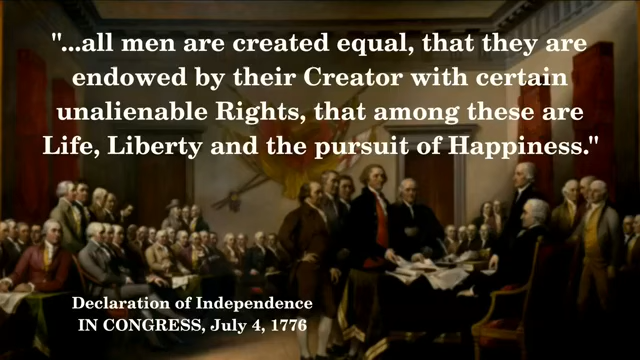 "...all men are created equal, that they are
endowed by their Creator with certain
unalienable Rights, that among these are
Life, Liberty and the pursuit of Happiness."
Declaration of Independence
IN CONGRESS, July 4, 1776